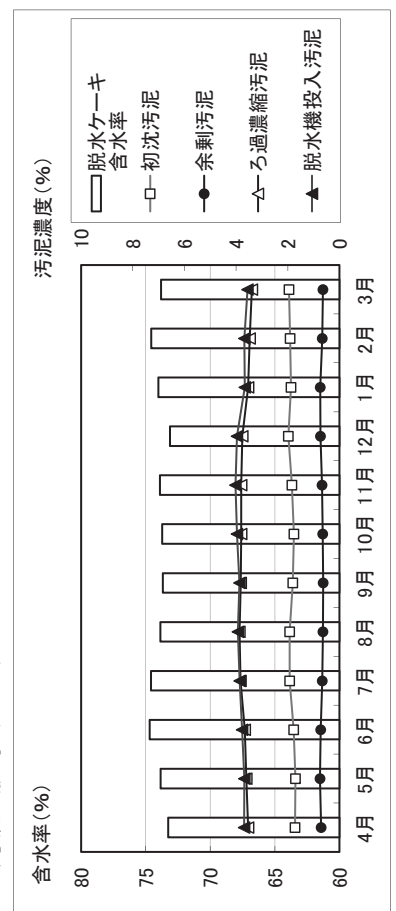 含水率(%)
汚泥濃度(%)
80
75
70
65
60
10
8
6
4
2
0
4月
5月
6月
7月
8月
9月
10月
11月
12月
1月
2月
3月
脱水ケーキ
含水率
初沈汚泥
余剰汚泥
ろ過濃縮汚泥
脱水機投入汚泥